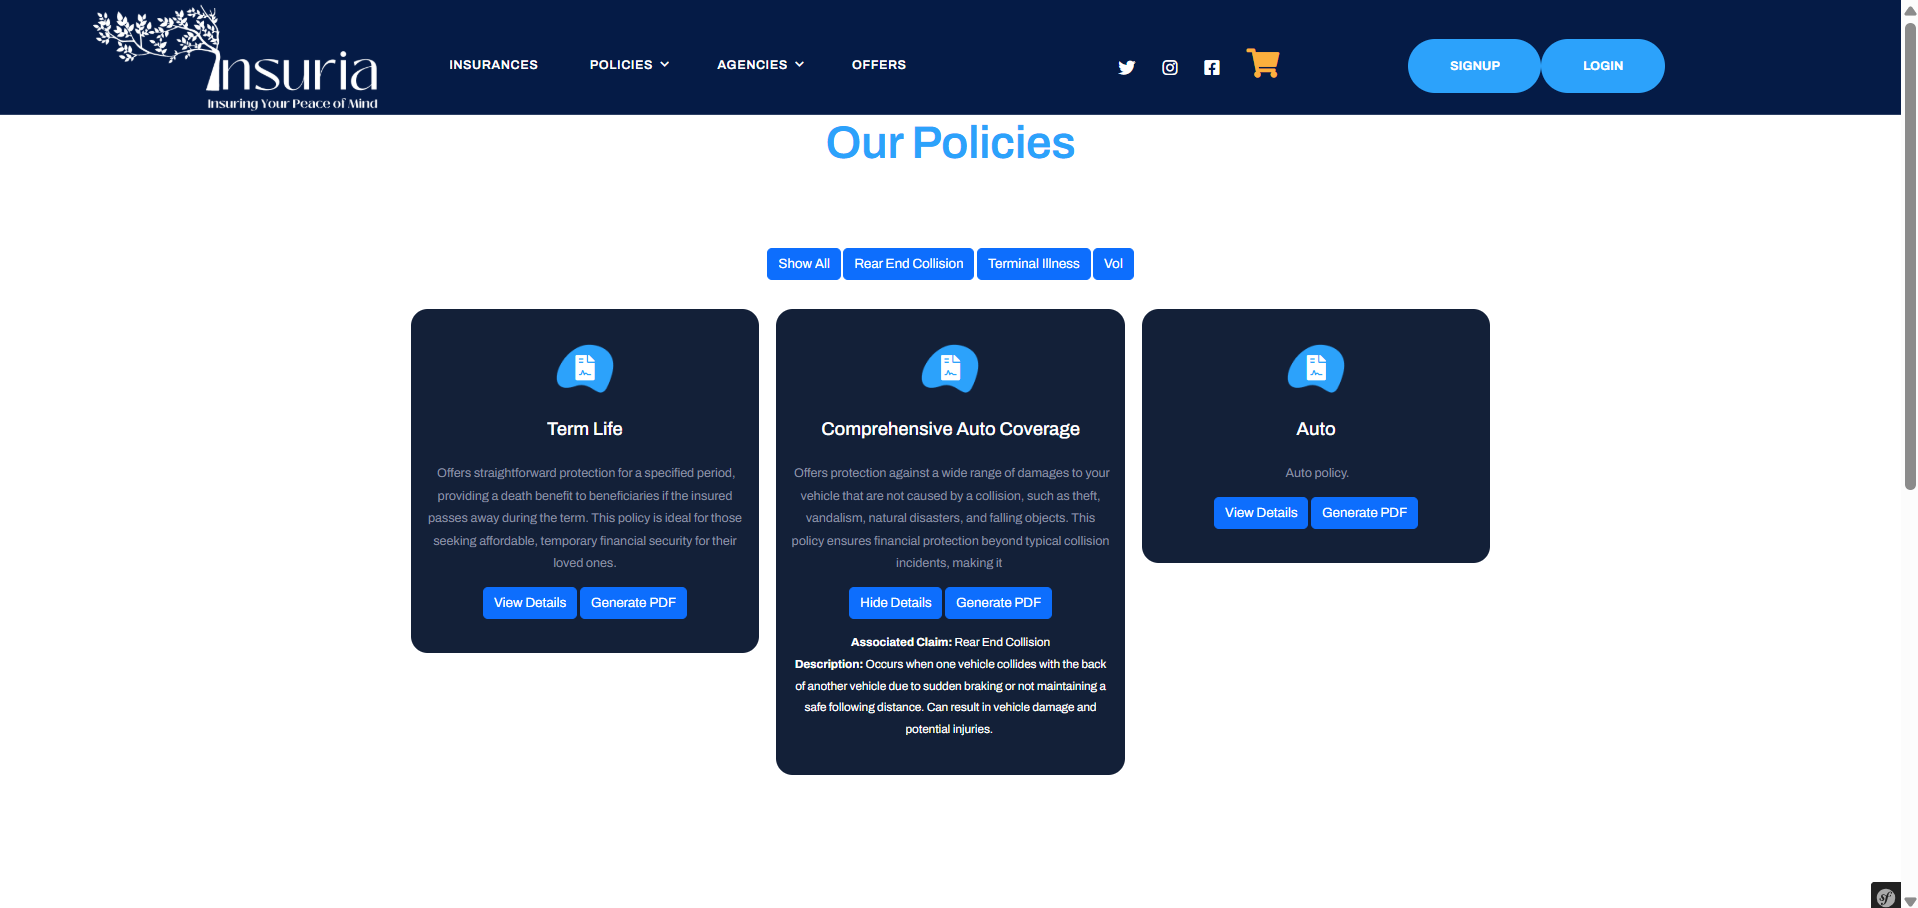 Insuria
Insuring Your Peace of Mind
INSURANCES
POLICIES
AGENCIES
OFFERS
SIGNUP
LOGIN
Our Policies
Show All
Rear End Collision
Terminal Illness
Vol
Term Life
Offers straightforward protection for a specified period,
providing a death benefit to beneficiaries if the insured
passes away during the term. This policy is ideal for those
seeking affordable, temporary financial security for their
loved ones.
View Details
Generate PDF
Comprehensive Auto Coverage
Offers protection against a wide range of damages to your
vehicle that are not caused by a collision, such as theft,
vandalism, natural disasters, and falling objects. This
policy ensures financial protection beyond typical collision
incidents, making it
Hide Details
Generate PDF
Associated Claim: Rear End Collision
Description: Occurs when one vehicle collides with the back
of another vehicle due to sudden braking or not maintaining a
safe following distance. Can result in vehicle damage and
potential injuries.
Auto
Auto policy.
View Details
Generate PDF
sf